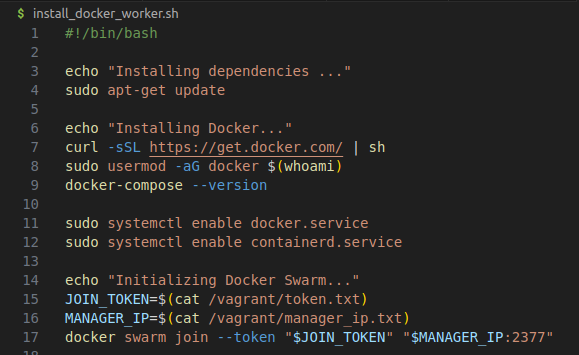 $ install_docker_worker.sh
1 #!/bin/bash
2
3 echo "Installing dependencies ..."
4 sudo apt-get update
5
6 echo "Installing Docker..."
7 curl -sSL https://get.docker.com/ | sh
8 sudo usermod -aG docker $(whoami)
9 docker-compose --version
10
11 sudo systemctl enable docker.service
12 sudo systemctl enable containerd.service
13
14 echo "Initializing Docker Swarm..."
15 JOIN_TOKEN=$(cat /vagrant/token.txt)
16 MANAGER_IP=$(cat /vagrant/manager_ip.txt)
17 docker swarm join --token "$JOIN_TOKEN" "$MANAGER_IP:2377"
18